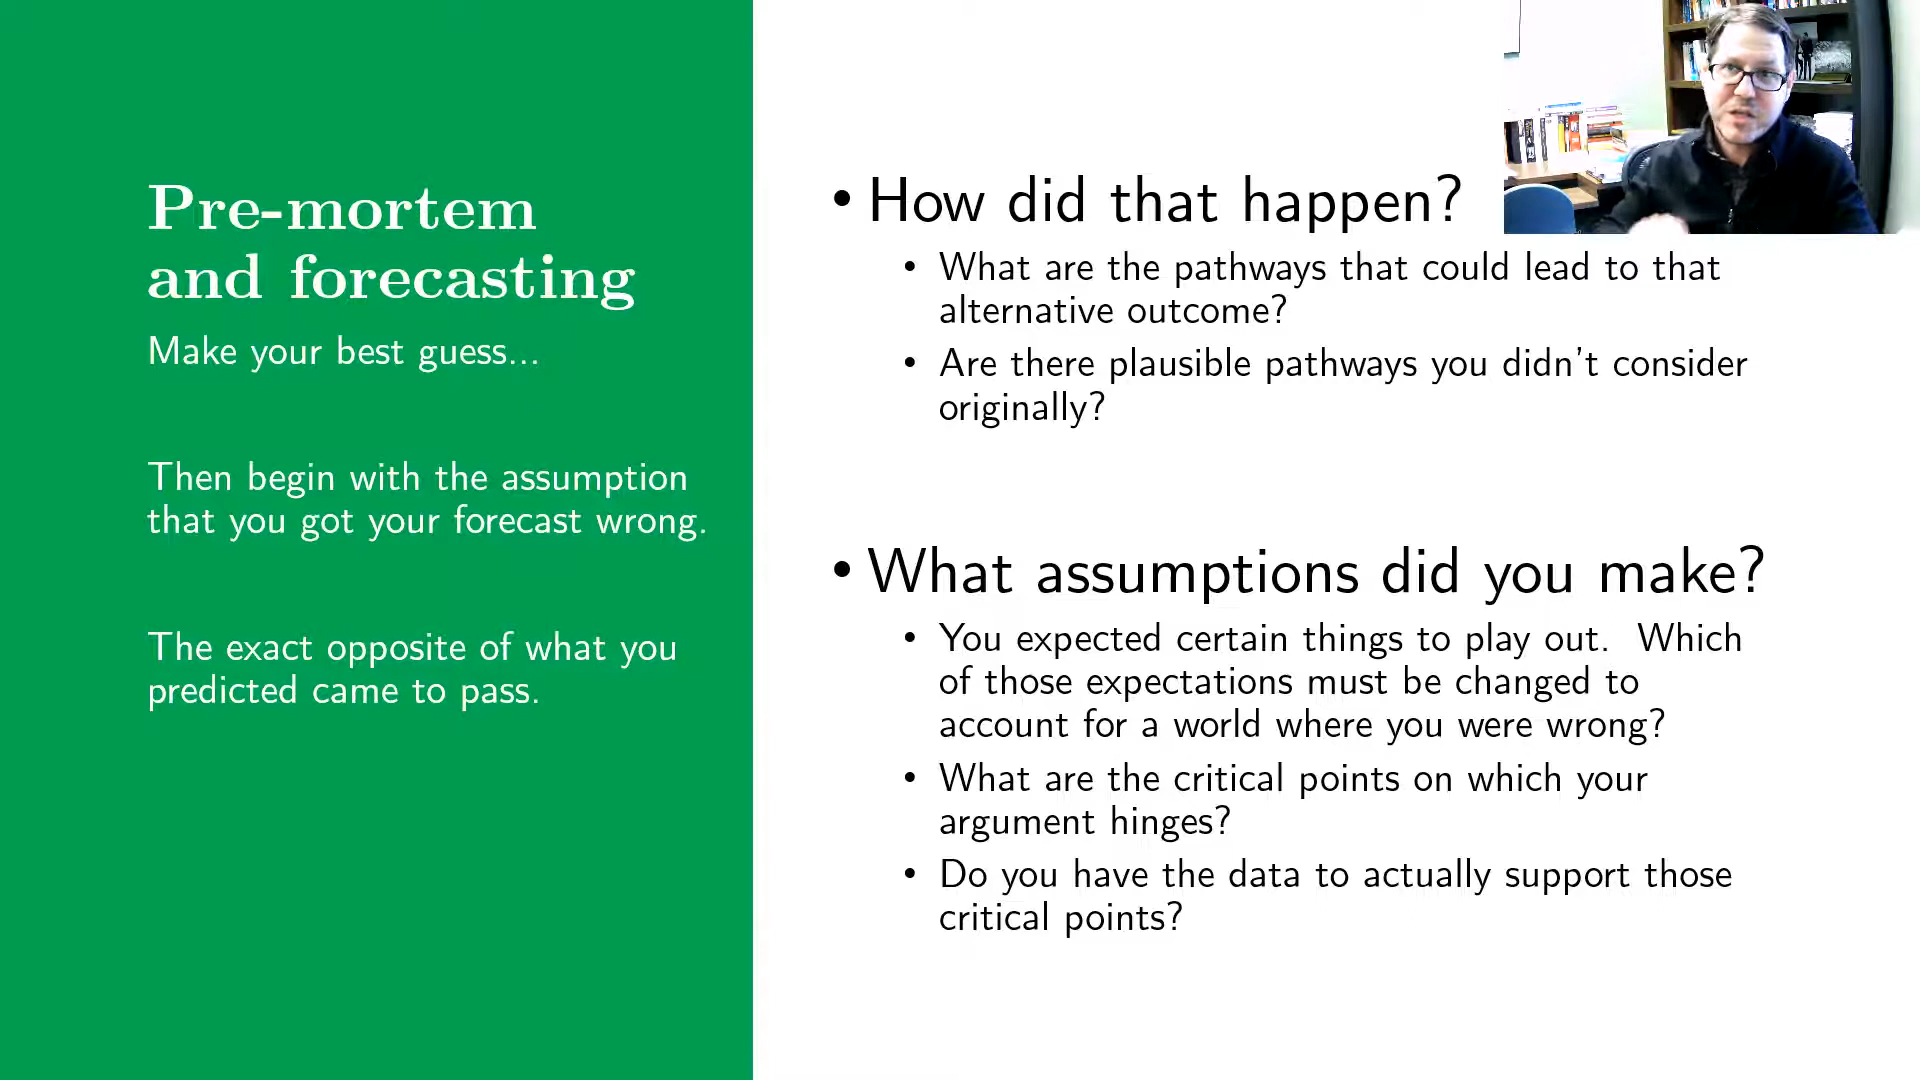 Pre-mortem
and forecasting
Make your best guess...
Then begin with the assumption
that you got your forecast wrong.
The exact opposite of what you
predicted came to pass.
• How did that happen?
• What are the pathways that could lead to that
alternative outcome?
• Are there plausible pathways you didn't consider
originally?
• What assumptions did you make?
• You expected certain things to play out. Which
of those expectations must be changed to
account for a world where you were wrong?
• What are the critical points on which your
argument hinges?
• Do you have the data to actually support those
critical points?